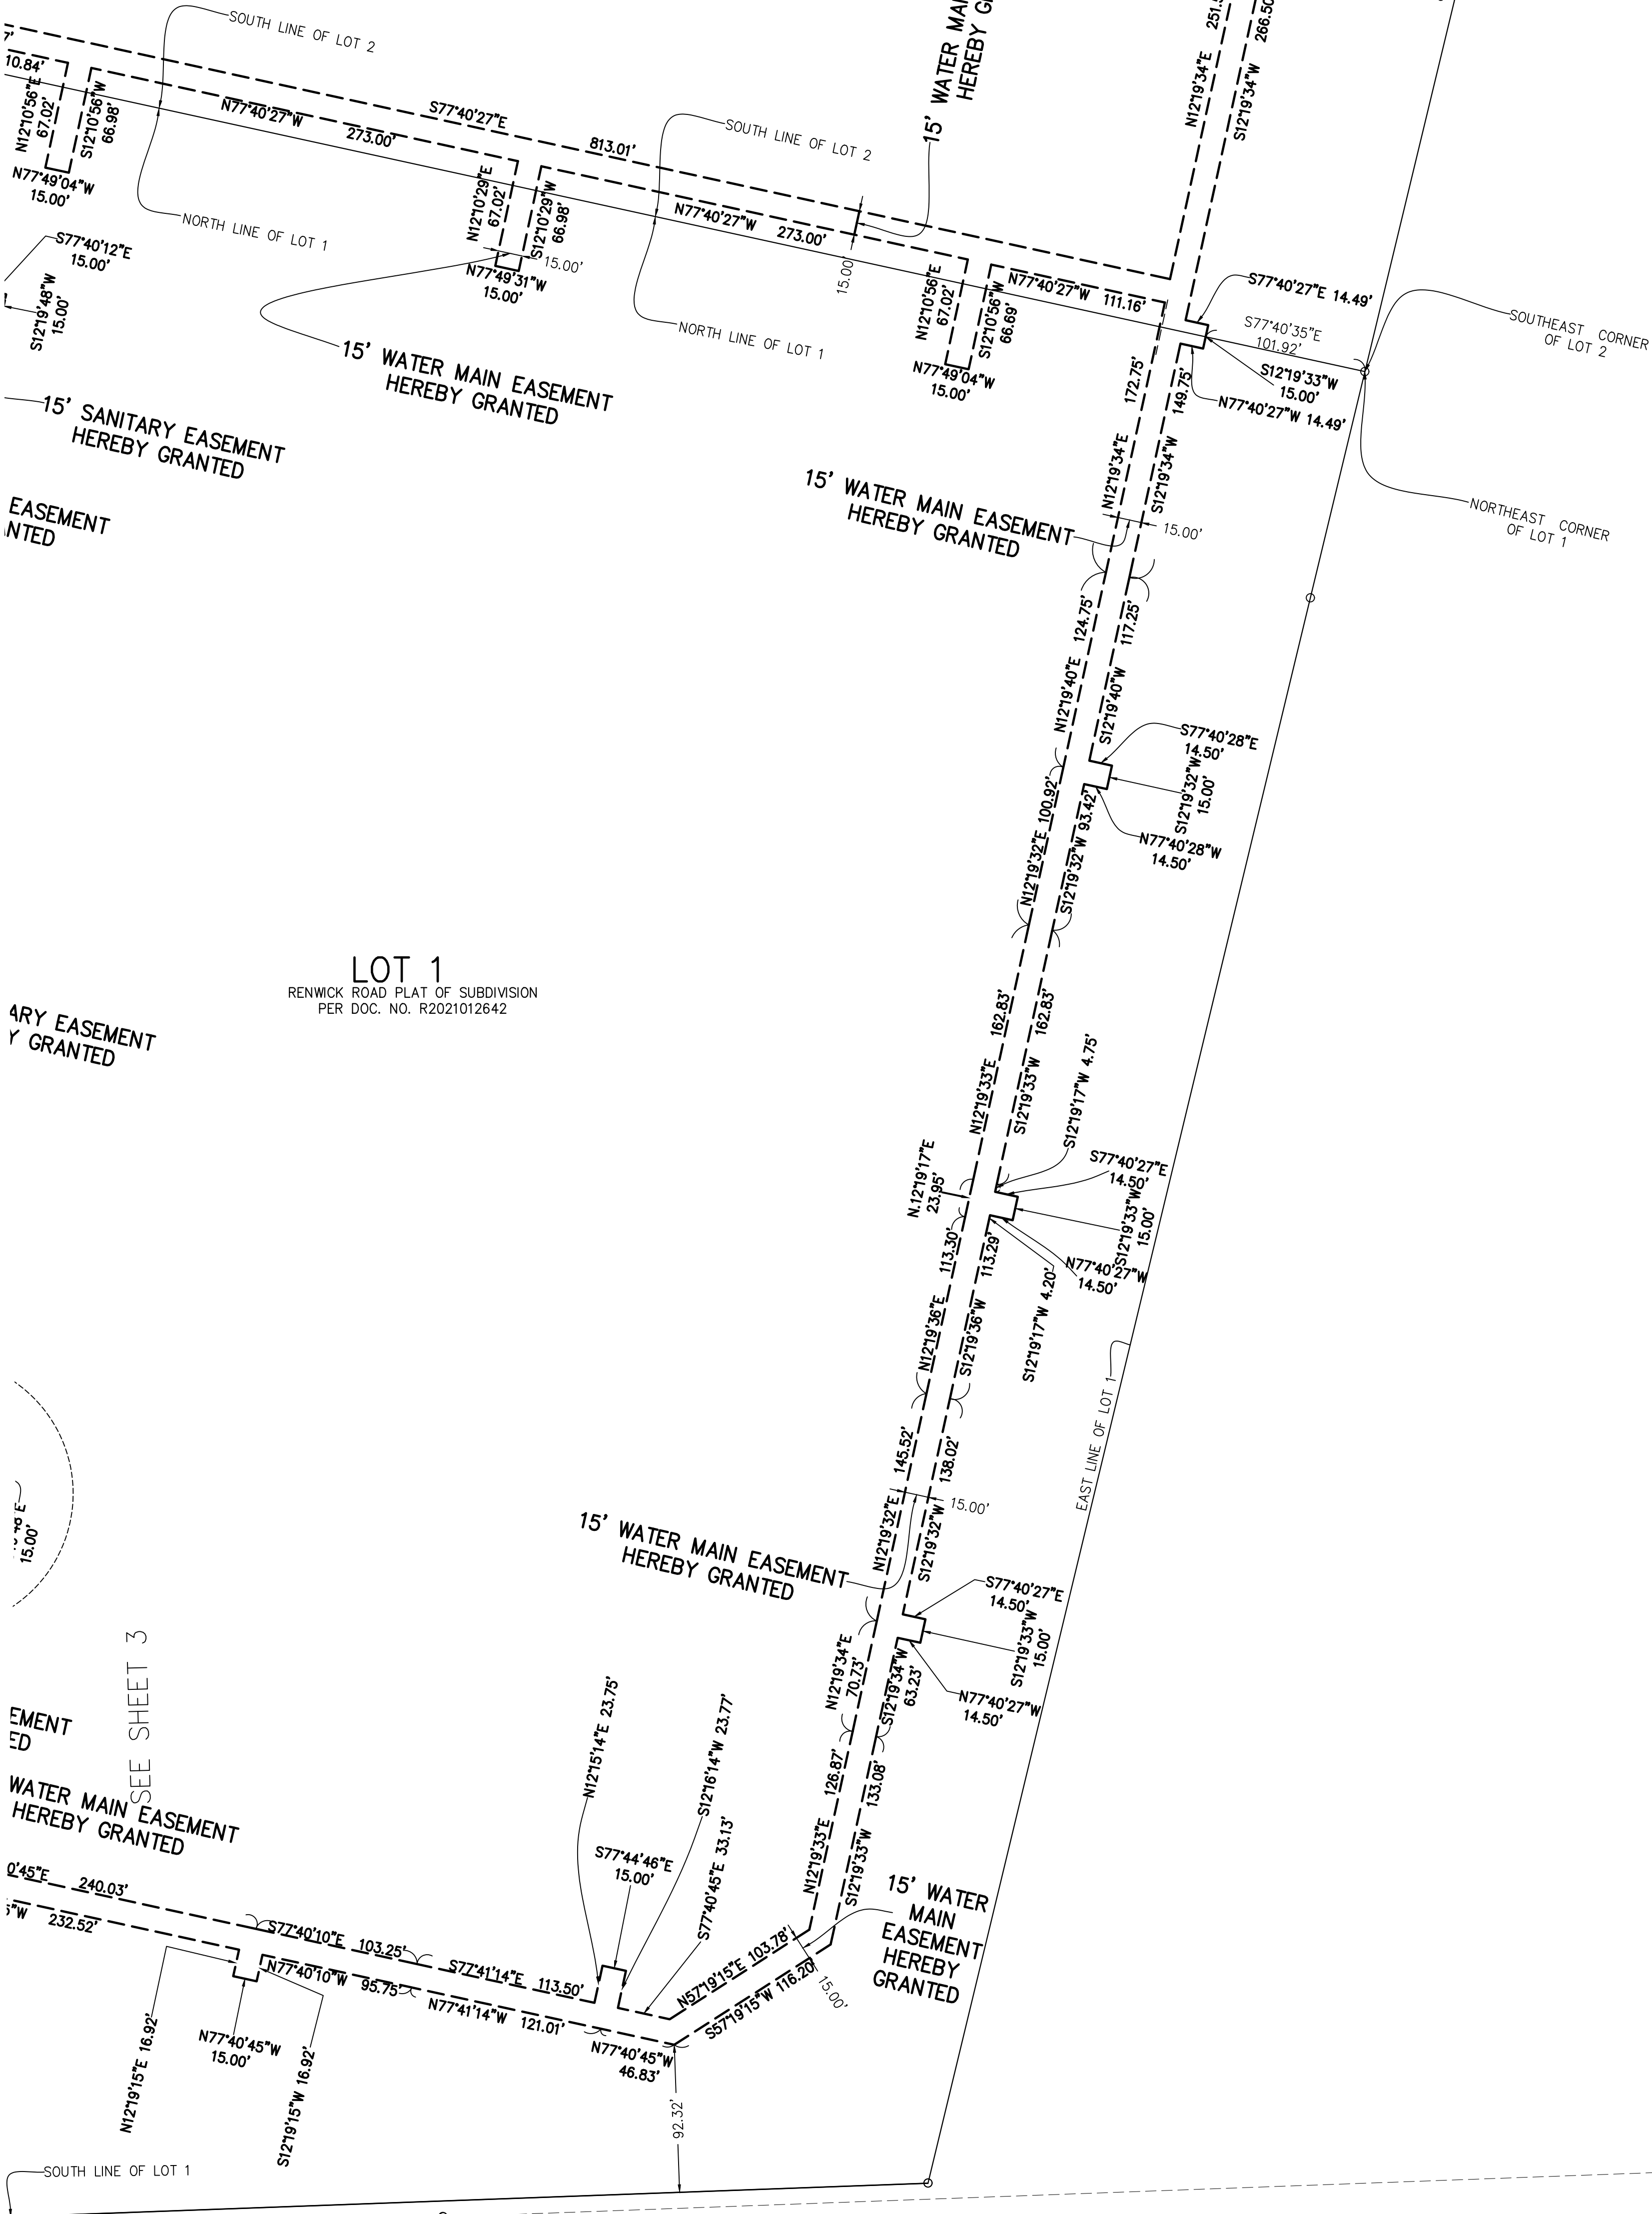 SOUTH LINE OF LOT 2
10.84'
N12°10'56"E
67.02'
S12°10'56"W
66.98'
N77°49'04"W
15.00'
N77°40'27"W 273.00'
S77°40'27"E 813.01'
SOUTH LINE OF LOT 2
NORTH LINE OF LOT 1
N12°10'29"E
67.02'
S12°10'29"W
66.98'
15.00'
N77°49'31"W
15.00'
N77°40'27"W 273.00'
NORTH LINE OF LOT 1
15.00'
15' WATER
HEREBY
N12°19'34"E
S12°19'34"W 266.50
N12°10'56"E
67.02'
S12°10'56"W
66.69'
N77°49'04"W
15.00'
N77°40'27"W 111.16'
S77°40'27"E 14.49'
S77°40'35"E
101.92'
S12°19'33"W
15.00'
N77°40'27"W 14.49'
SOUTHEAST CORNER
OF LOT 2
NORTHEAST CORNER
OF LOT 1
S77°40'12"E
15.00'
S12°19'48"W
15.00'
15' WATER MAIN EASEMENT
HEREBY GRANTED
15' SANITARY EASEMENT
HEREBY GRANTED
EASEMENT
N12°19'34"E 172.75'
S12°19'34"W 149.75'
15' WATER MAIN EASEMENT
HEREBY GRANTED
15.00'
N12°19'40"E 124.75'
S12°19'40"W 117.25'
S77°40'28"E
14.50'
S12°19'32"W
15.00'
N77°40'28"W
14.50'
N12°19'32"E 100.92'
S12°19'32"W 93.42'
LOT 1
RENWICK ROAD PLAT OF SUBDIVISION
PER DOC. NO. R2021012642
EASEMENT
GRANTED
N12°19'33"E 162.83'
S12°19'33"W 162.83'
S12°19'17"W 4.75'
N.12°19'17"E
23.95'
S77°40'27"E
14.50'
S12°19'33"W
15.00'
N77°40'27"W
14.50'
S12°19'17"W 4.20'
N12°19'36"E 113.30'
S12°19'36"W 113.29'
EAST LINE OF LOT 1
N12°19'32"E 145.52'
S12°19'32"W 138.02'
15.00'
15.00'
15' WATER MAIN EASEMENT
HEREBY GRANTED
S77°40'27"E
14.50'
S12°19'33"W
15.00'
N77°40'27"W
14.50'
N12°19'34"E
70.73'
S12°19'34"W
63.23'
SEE SHEET 3
WATER MAIN EASEMENT
HEREBY GRANTED
N12°15'14"E 23.75'
S12°16'14"W 23.77'
S77°44'46"E
15.00'
S77°40'45"E 33.13'
N12°19'33"E 126.87'
S12°19'33"W 133.08'
15' WATER
MAIN
EASEMENT
HEREBY
GRANTED
0'45"E 240.03'
232.52'
S77°40'10"E 103.25'
N77°40'10"W 95.75'
S77°41'14"E 113.50'
N77°41'14"W 121.01'
N57°19'15"E 103.78'
S57°19'15"W 116.20'
15.00'
N77°40'45"W
46.83'
N12°19'15"E 16.92'
N77°40'45"W
15.00'
S12°19'15"W 16.92'
92.32'
SOUTH LINE OF LOT 1